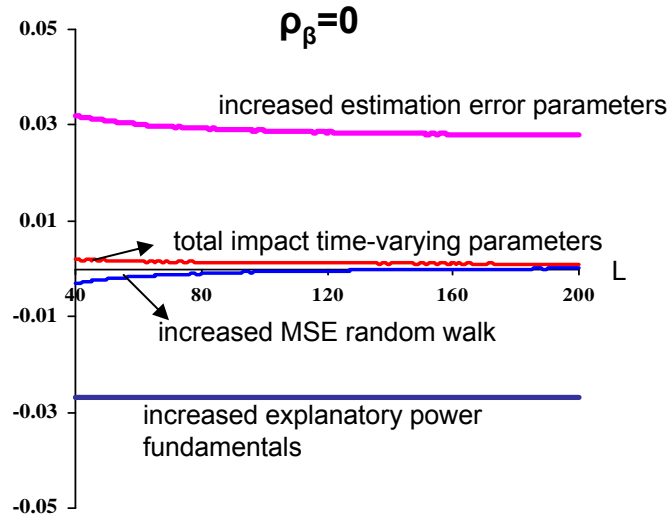 ρβ=0
0.05
increased estimation error parameters
0.03
0.01
total impact time-varying parameters
L
40
80
120
160
200
-0.01
increased MSE random walk
-0.03
increased explanatory power
fundamentals
-0.05